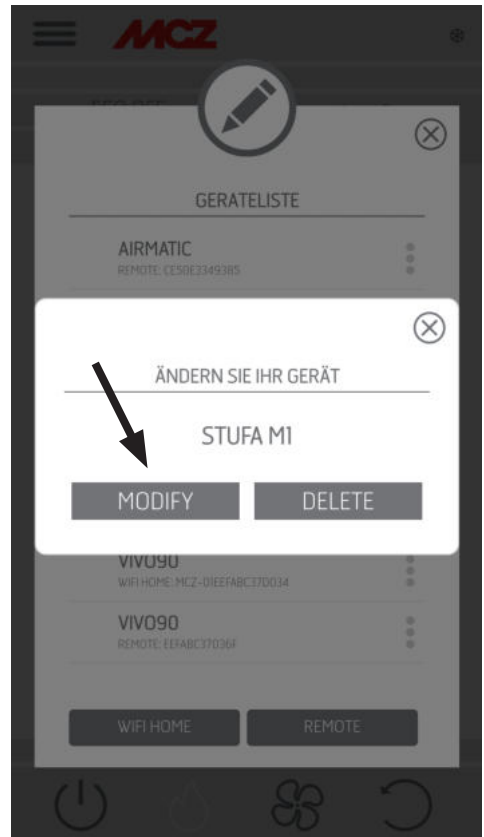 MCZ
GERATELISTE
AIRMATIC
REMOTE: CE50E3349385
ÄNDERN SIE IHR GERÄT
STUFA M1
MODIFY DELETE
VIVO90
WIFI HOME: MCZ-01EEFABC37D034
VIVO90
REMOTE: EEFABC37036F
WIFI HOME REMOTE